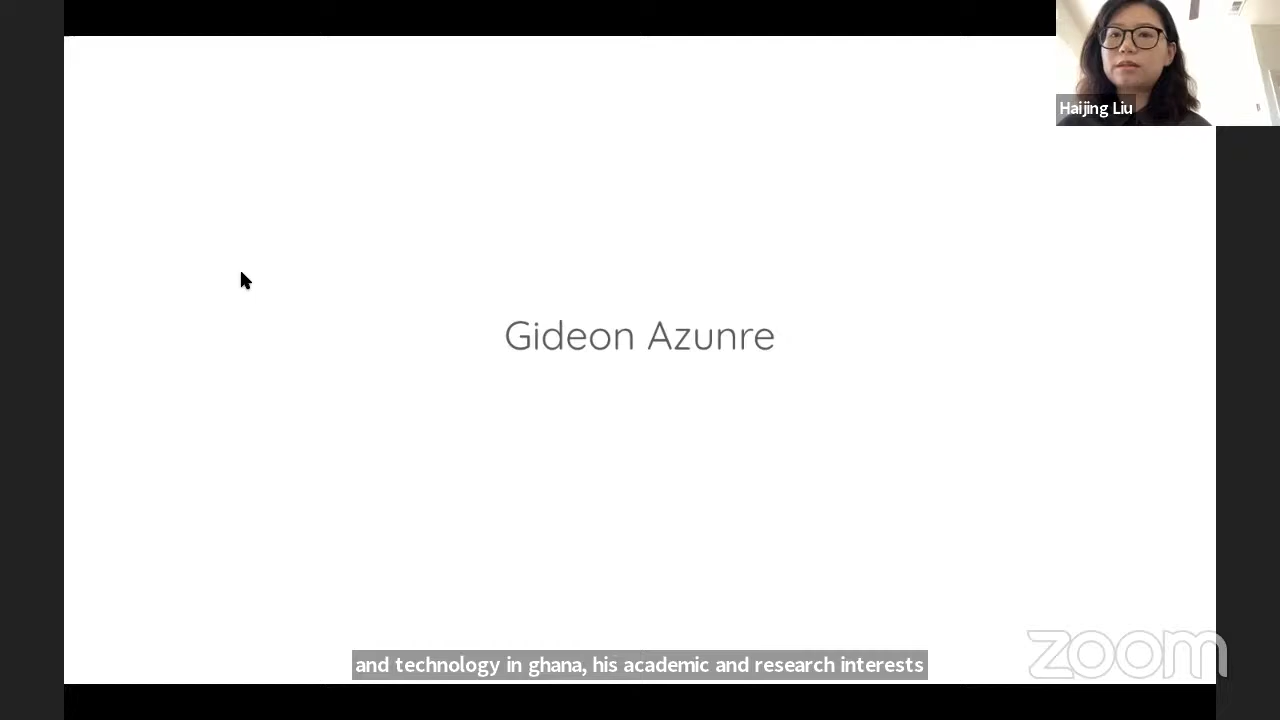 Haijing Liu
Gideon Azunre
and technology in ghana, his academic and research interests
zoom